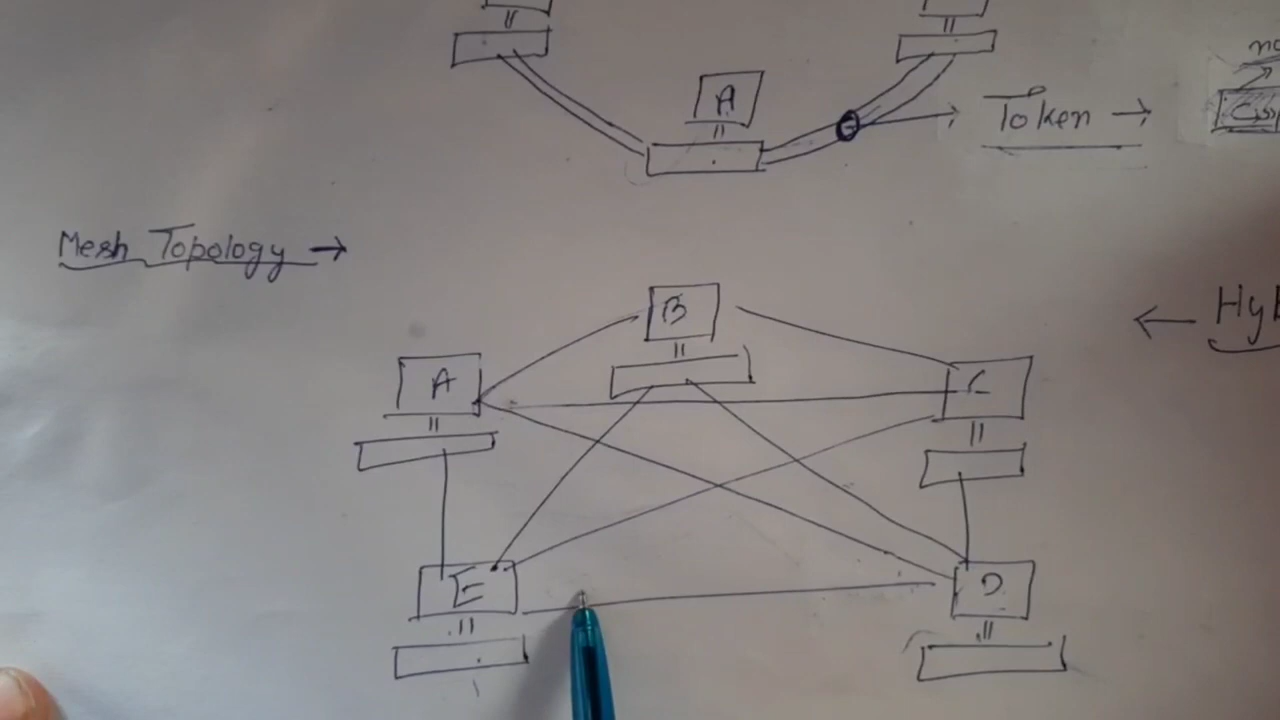 A
Token →
Mesh Topology →
B
A
C
E
D